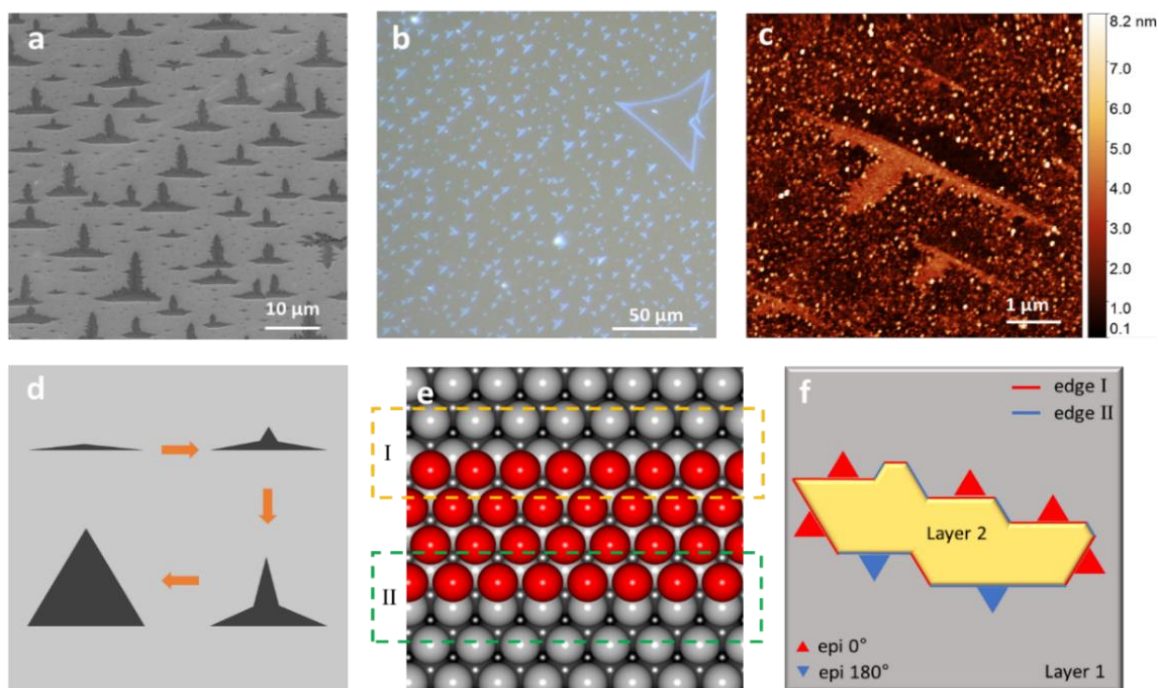 a
10 μm
b
50 μm
c
1 μm
8.2 nm
7.0
6.0
5.0
4.0
3.0
2.0
1.0
0.1
d
e
I
II
f
edge I
edge II
Layer 2
epi 0°
epi 180°
Layer 1